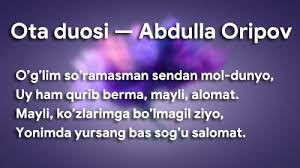 Ota duosi — Abdulla Oripov
O'g'lim so'ramasman sendan mol-dunyo,
Uy ham qurib berma, mayli, alomat.
Mayli, ko'zlarimga bo'lmagil ziyo,
Yonimda yursang bas sog'u salomat.